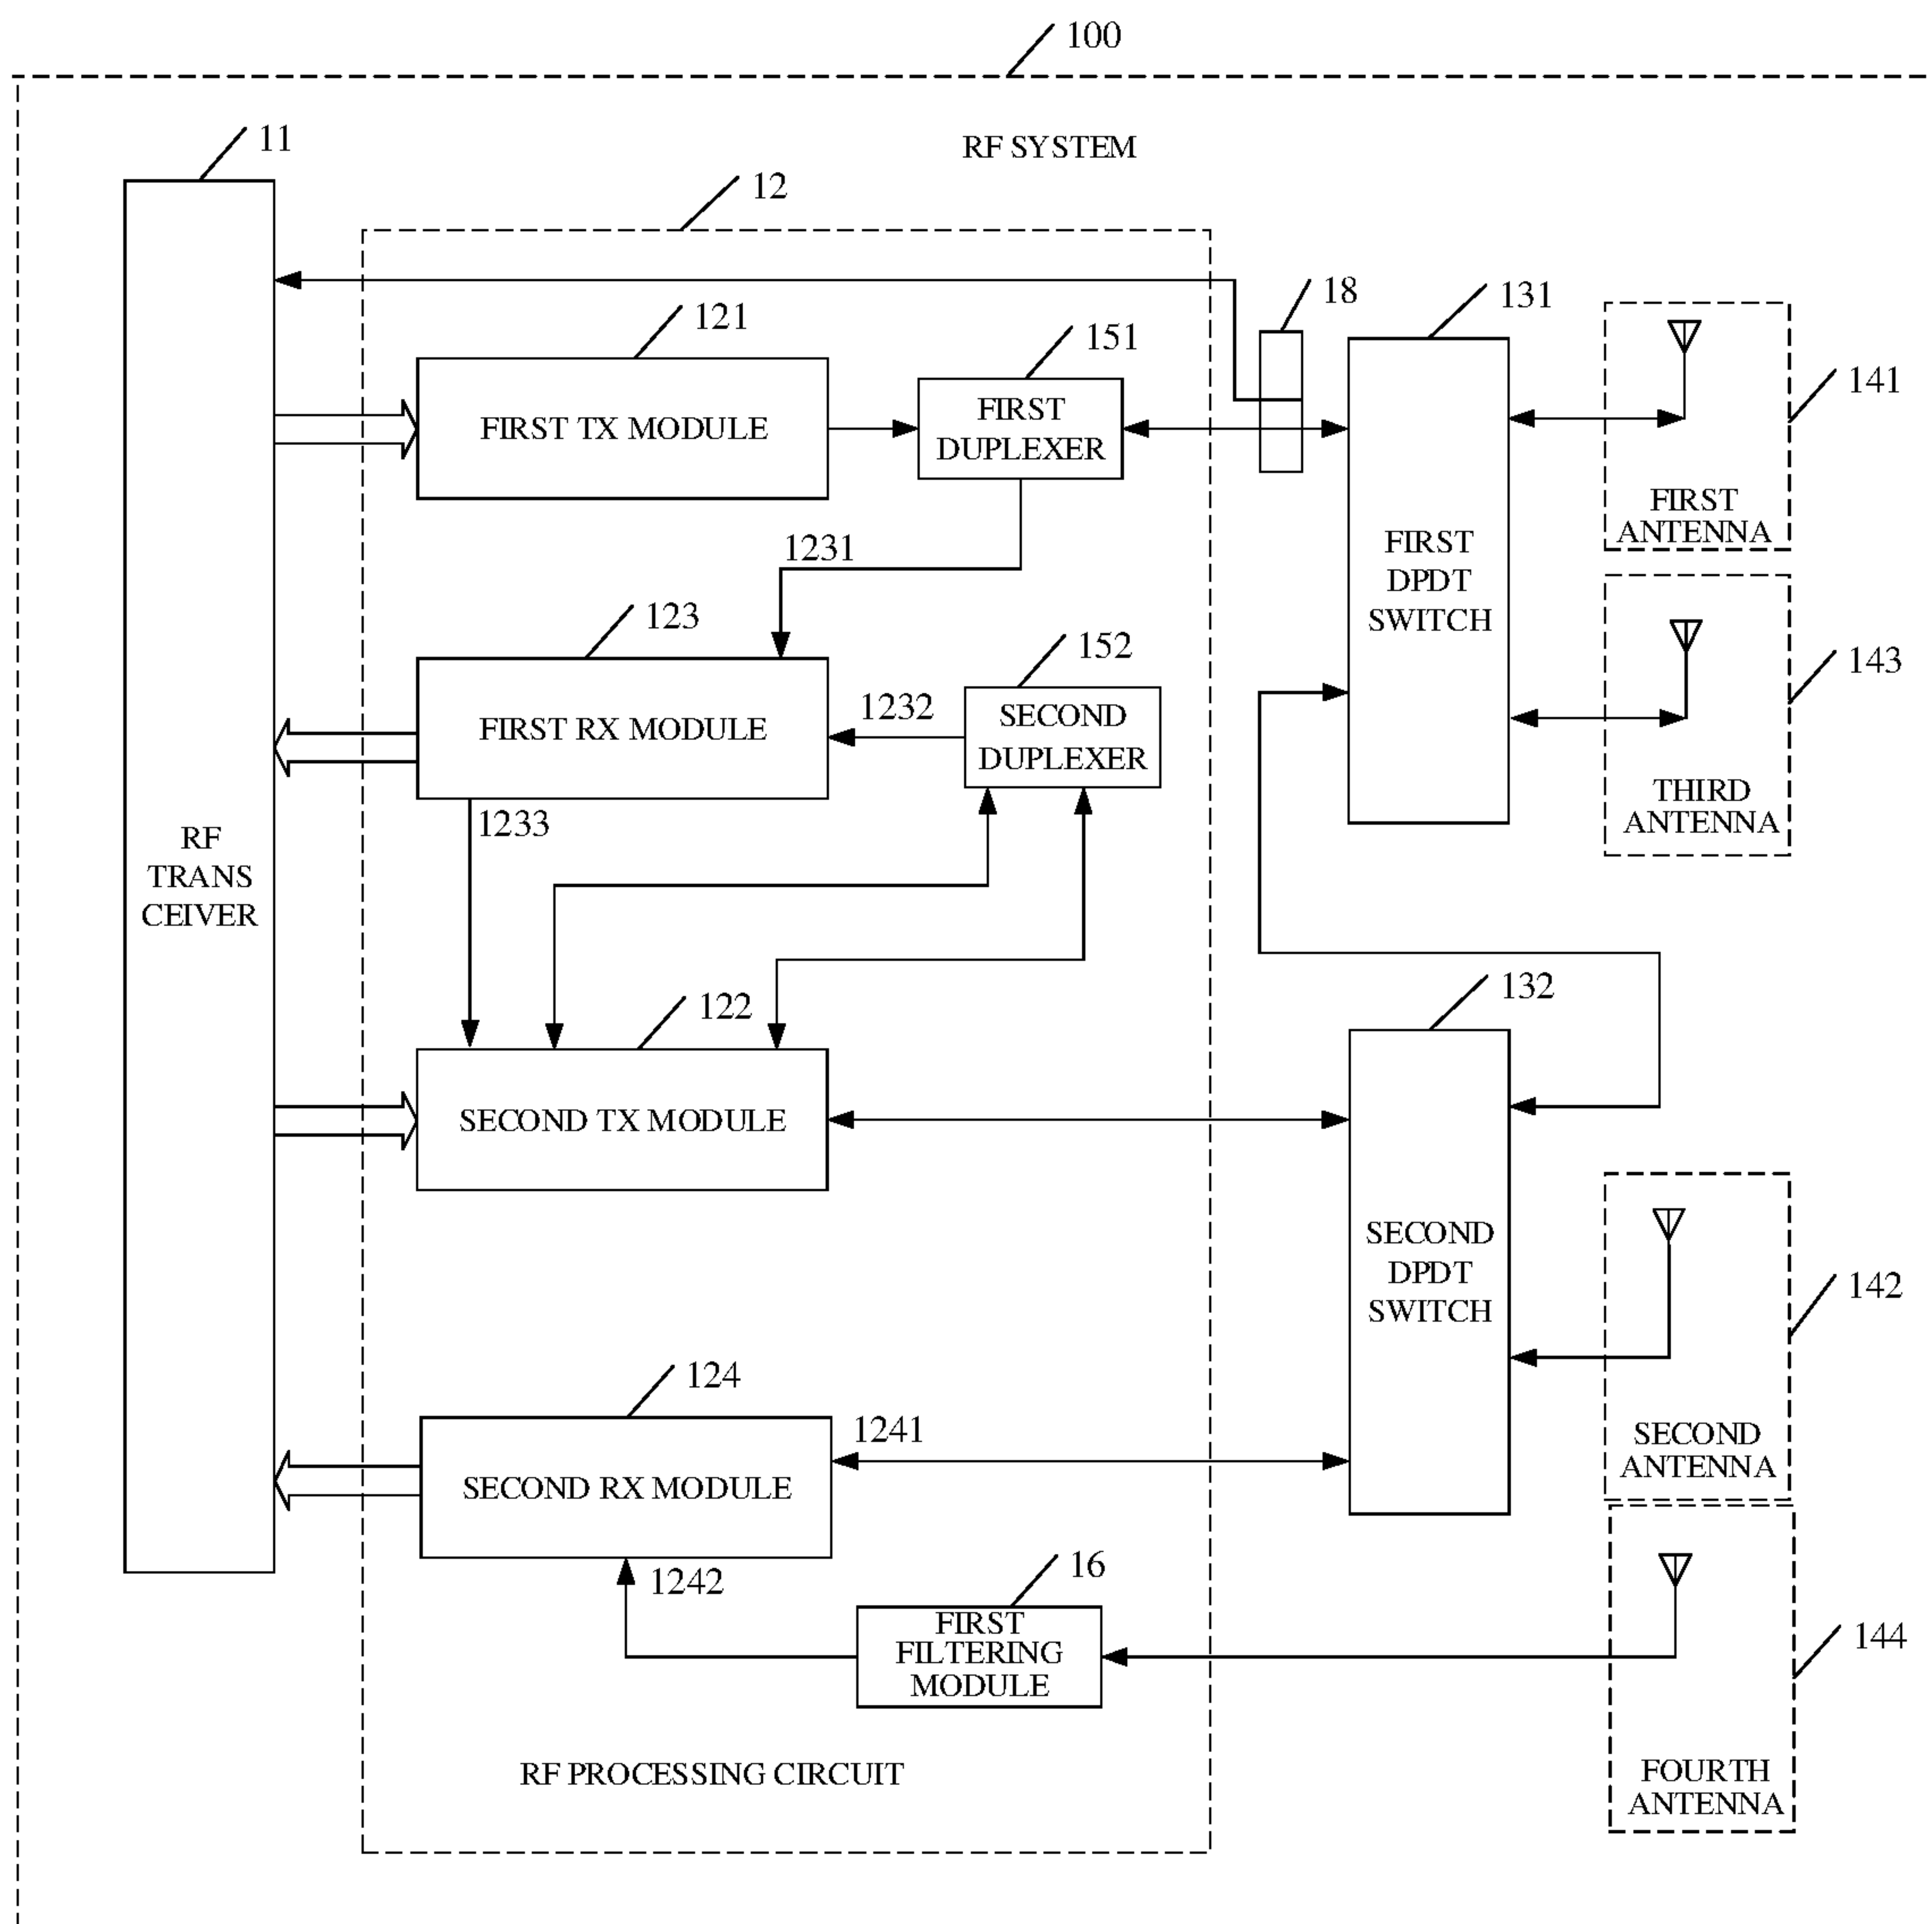 100
11
RF SYSTEM
12
18
131
121
151
141
FIRST TX MODULE
FIRST
DUPLEXER
FIRST
ANTENNA
1231
FIRST
DPDT
SWITCH
123
152
143
1232
FIRST RX MODULE
SECOND
DUPLEXER
THIRD
ANTENNA
1233
RF
TRANS
CEIVER
132
122
SECOND TX MODULE
SECOND
DPDT
SWITCH
142
124
1241
SECOND
ANTENNA
SECOND RX MODULE
16
1242
FIRST
FILTERING
MODULE
144
RF PROCESSING CIRCUIT
FOURTH
ANTENNA